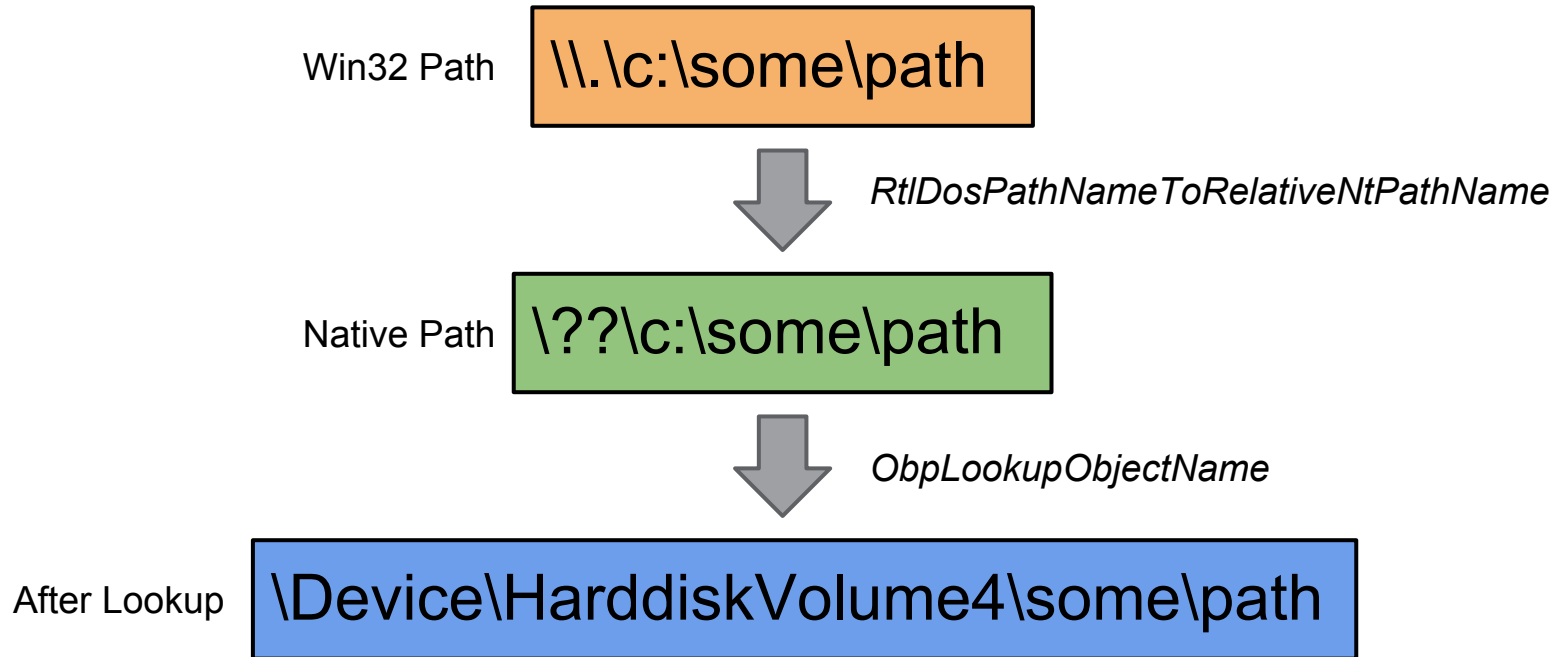 Win32 Path
\\.\c:\some\path
RtlDosPathNameToRelativeNtPathName
Native Path
\??\c:\some\path
ObpLookupObjectName
After Lookup
\Device\HarddiskVolume4\some\path